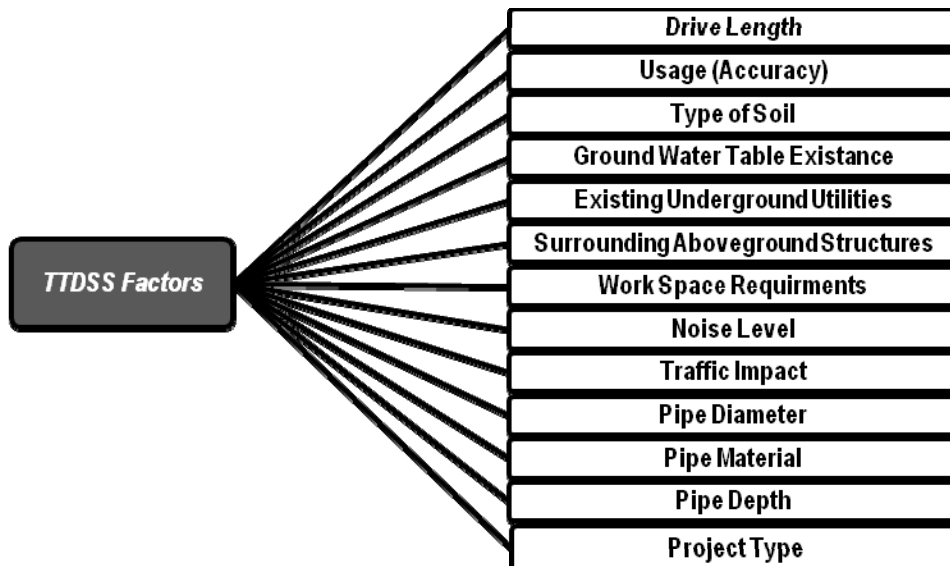 Drive Length
Usage (Accuracy)
Type of Soil
Ground Water Table Existance
Existing Underground Utilities
Surrounding Aboveground Structures
TTDSS Factors
Work Space Requirments
Noise Level
Traffic Impact
Pipe Diameter
Pipe Material
Pipe Depth
Project Type